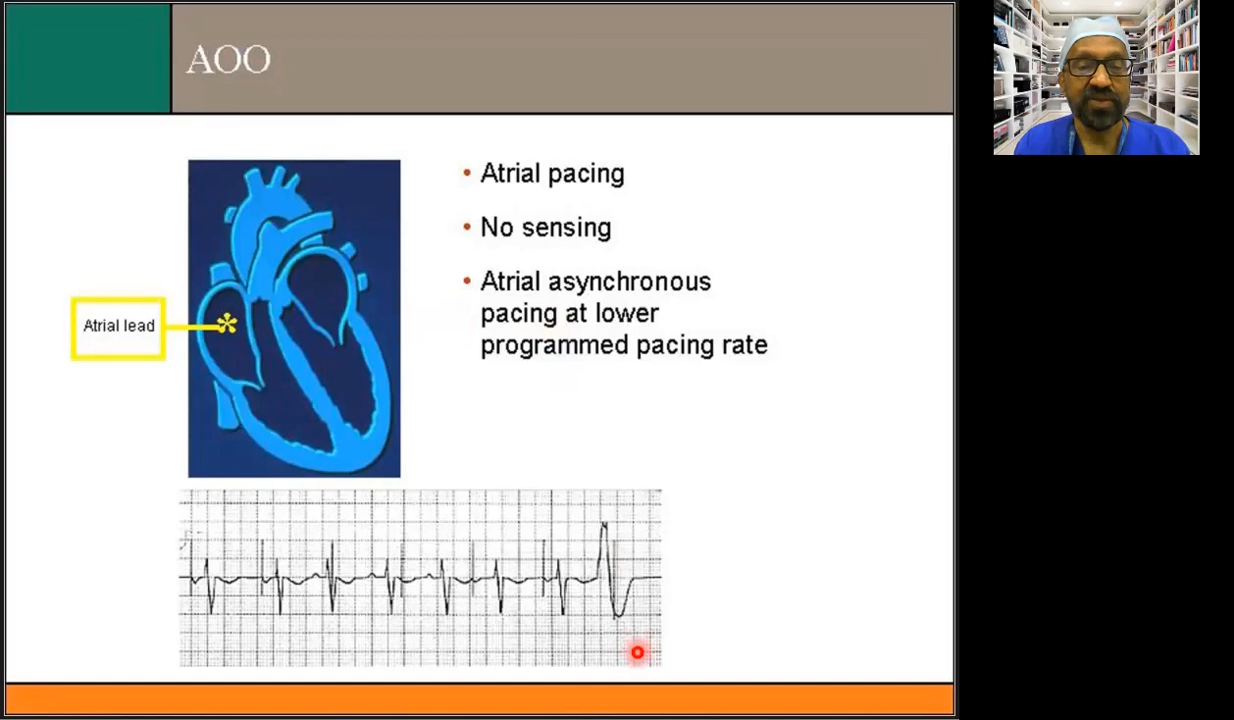 AOO
Atrial pacing
No sensing
Atrial asynchronous
pacing at lower
programmed pacing rate
Atrial lead